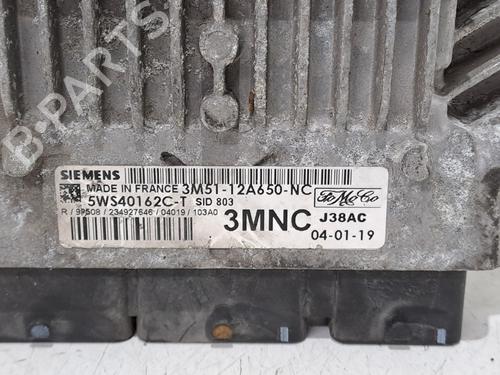 B-PARTS
SIEMENS
MADE IN FRANCE 3M51-12A650-NC
5WS40162C-T SID 803
R / 97508 / 234927646 / 04019 / 103A0
3MNC J38AC
04-01-19
FoMoCo